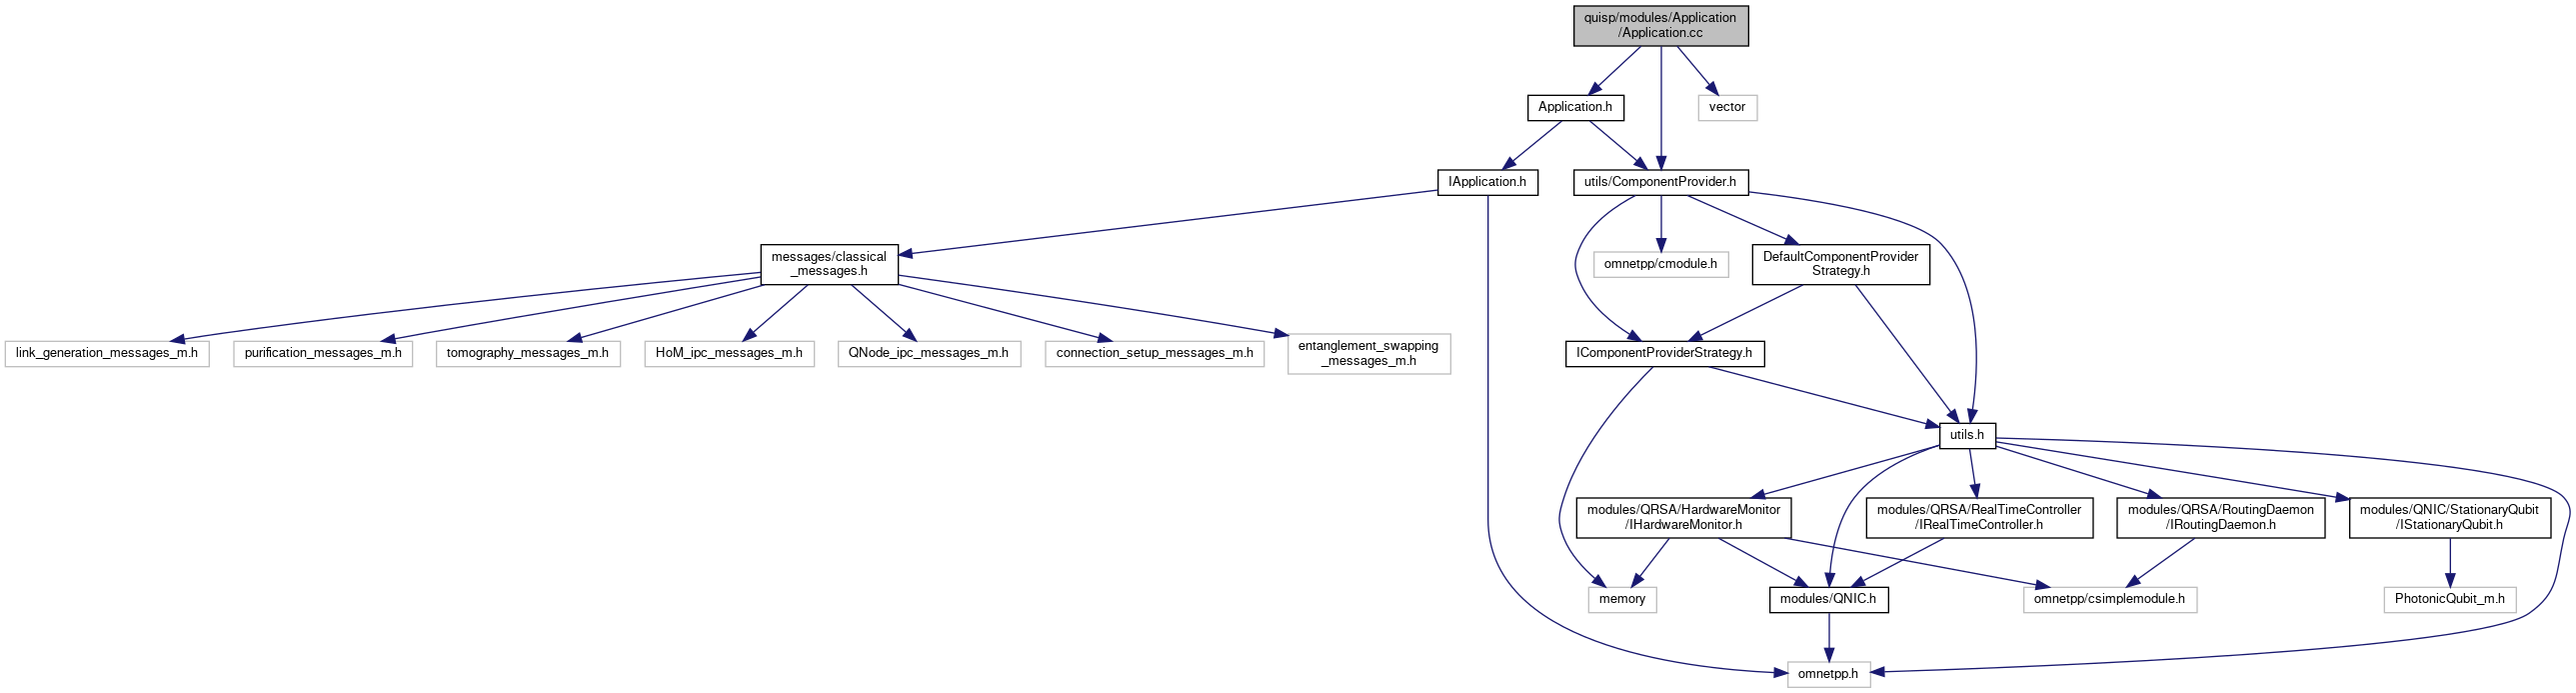 quisp/modules/Application
/Application.cc
Application.h
vector
IApplication.h
utils/ComponentProvider.h
messages/classical
_messages.h
omnetpp/cmodule.h
DefaultComponentProvider
Strategy.h
link_generation_messages_m.h
purification_messages_m.h
tomography_messages_m.h
HoM_ipc_messages_m.h
QNode_ipc_messages_m.h
connection_setup_messages_m.h
entanglement_swapping
_messages_m.h
IComponentProviderStrategy.h
utils.h
modules/QRSA/HardwareMonitor
/IHardwareMonitor.h
modules/QRSA/RealTimeController
/IRealTimeController.h
modules/QRSA/RoutingDaemon
/IRoutingDaemon.h
modules/QNIC/StationaryQubit
/IStationaryQubit.h
memory
modules/QNIC.h
omnetpp/csimplemodule.h
PhotonicQubit_m.h
omnetpp.h